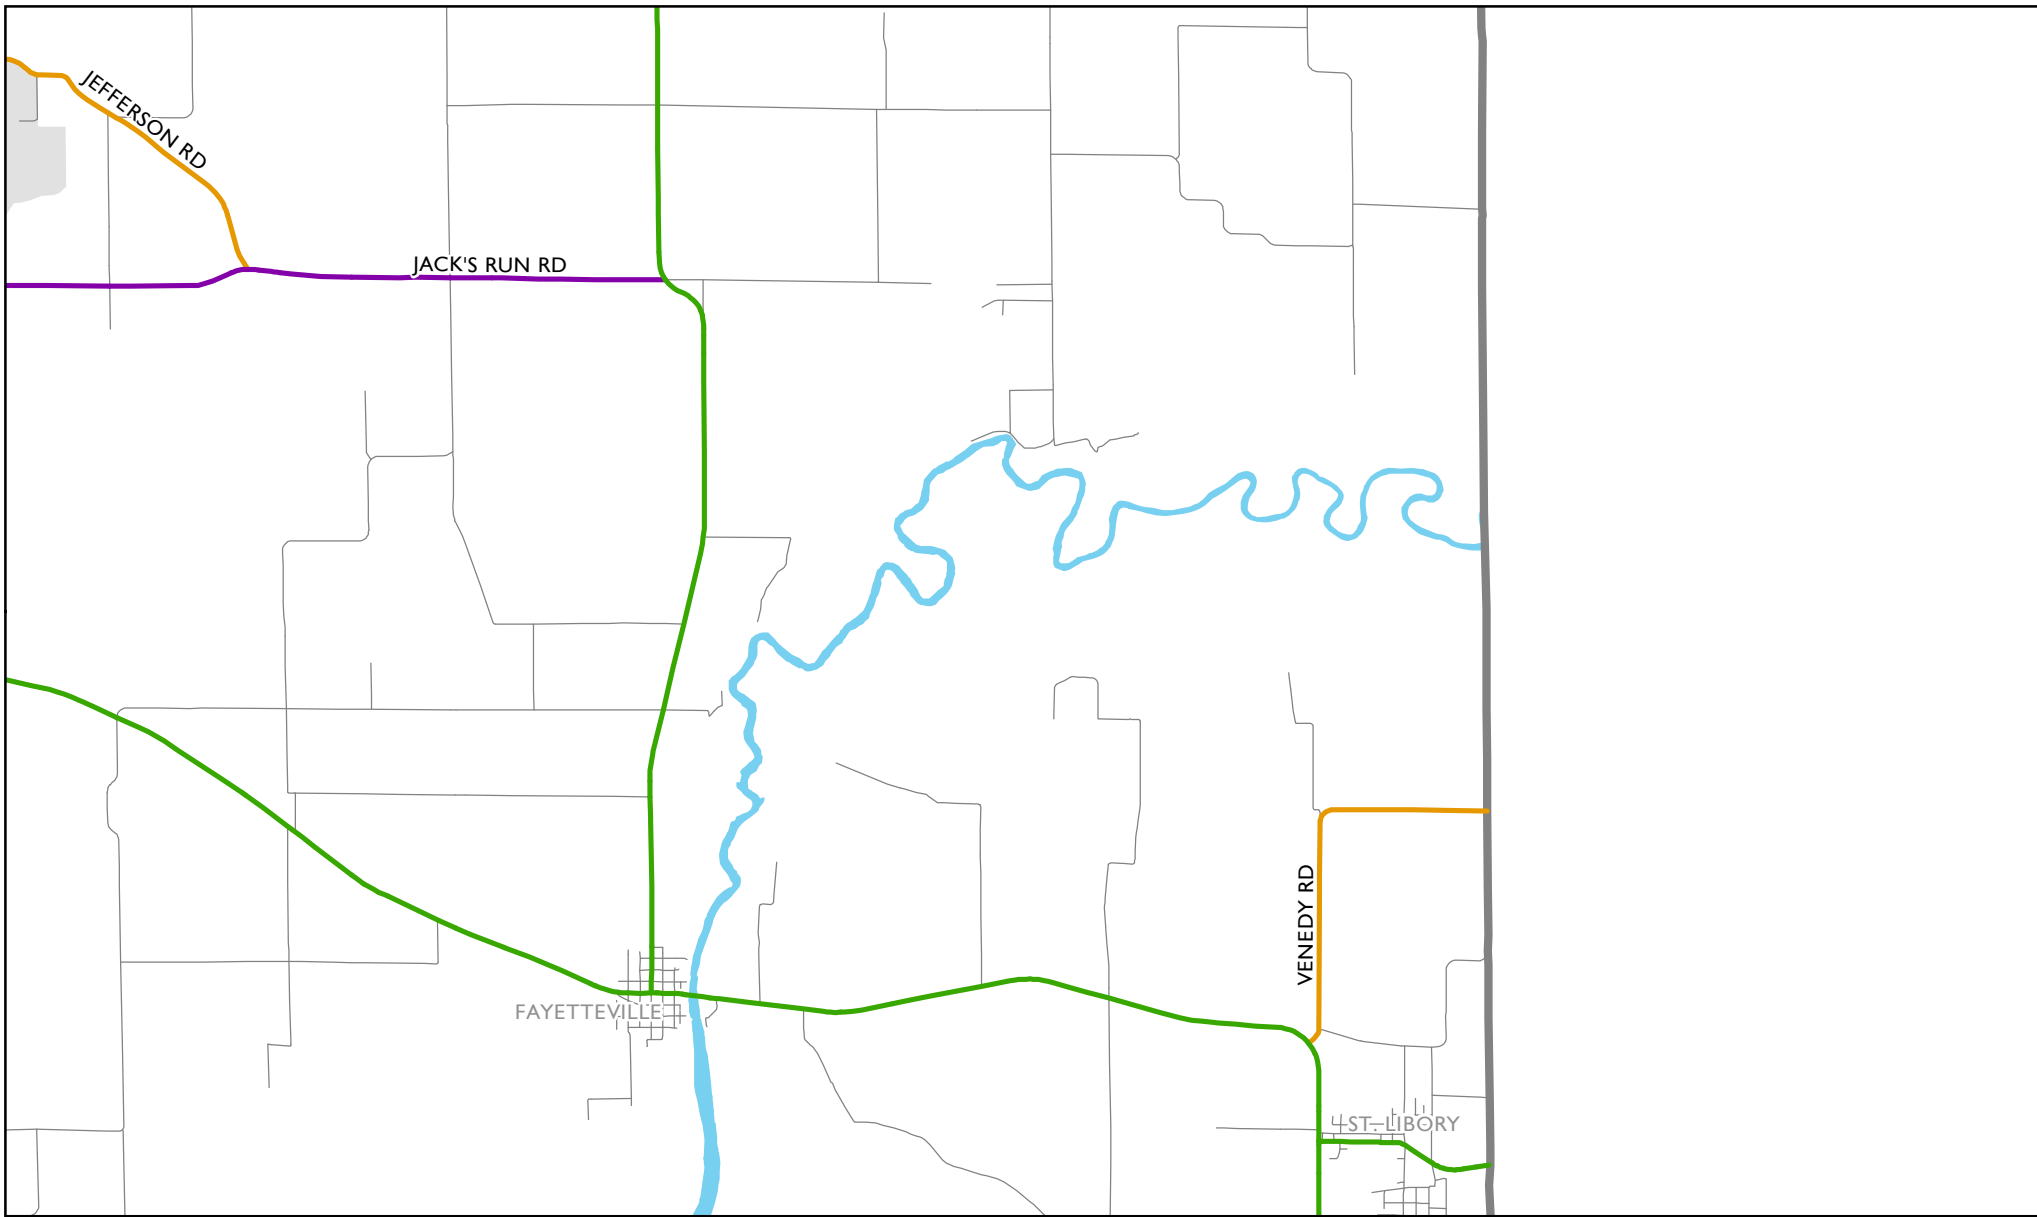 JEFFERSON RD
JACK'S RUN RD
VENEDY RD
FAYETTEVILLE
ST. LIBORY